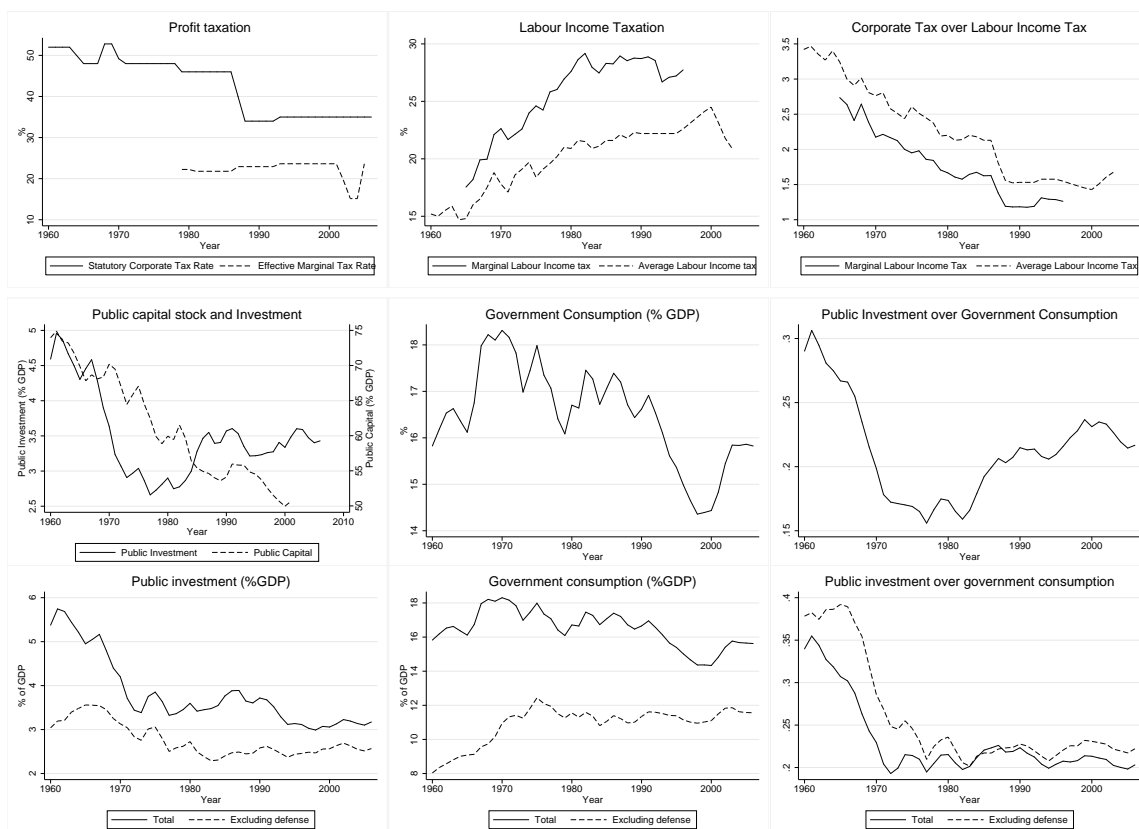 Profit taxation
%
10 20 30 40 50
1960 1970 1980 1990 2000
Year
Statutory Corporate Tax Rate Effective Marginal Tax Rate
Labour Income Taxation
%
15 20 25 30
1960 1970 1980 1990 2000
Year
Marginal Labour Income tax Average Labour Income tax
Corporate Tax over Labour Income Tax
1 1.5 2 2.5 3 3.5
1960 1970 1980 1990 2000
Year
Marginal Labour Income Tax Average Labour Income Tax
Public capital stock and Investment
Public Investment (% GDP)
2.5 3 3.5 4 4.5 5
50 55 60 65 70 75
Public Capital (% GDP)
1960 1970 1980 1990 2000 2010
Year
Public Investment Public Capital
Government Consumption (% GDP)
%
14 15 16 17 18
1960 1970 1980 1990 2000
Year
Public Investment over Government Consumption
.15 .2 .25 .3
1960 1970 1980 1990 2000
Year
Public investment (%GDP)
% of GDP
2 3 4 5 6
1960 1970 1980 1990 2000
Year
Total Excluding defense
Government consumption (%GDP)
% of GDP
8 10 12 14 16 18
1960 1970 1980 1990 2000
Year
Total Excluding defense
Public investment over government consumption
.2 .25 .3 .35 .4
1960 1970 1980 1990 2000
Year
Total Excluding defense